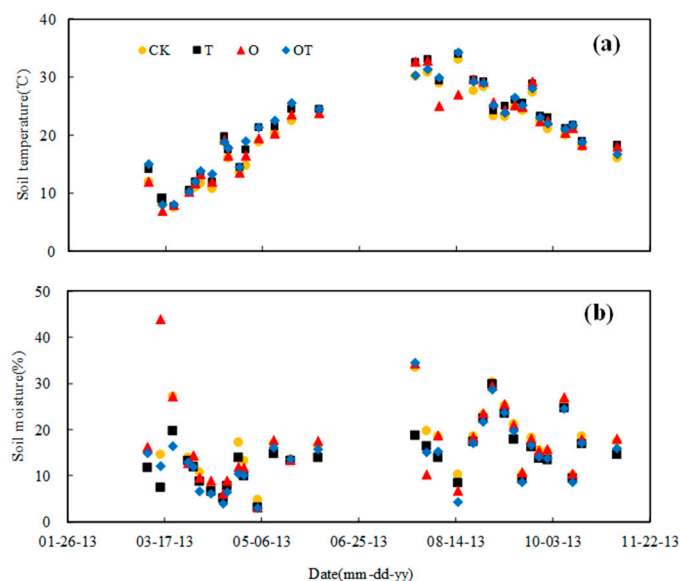 40
(a)
CK T O OT
30
Soil temperature(℃)
20
10
0
50
(b)
40
Soil moisture(%)
30
20
10
0
01-26-13 03-17-13 05-06-13 06-25-13 08-14-13 10-03-13 11-22-13
Date(mm-dd-yy)